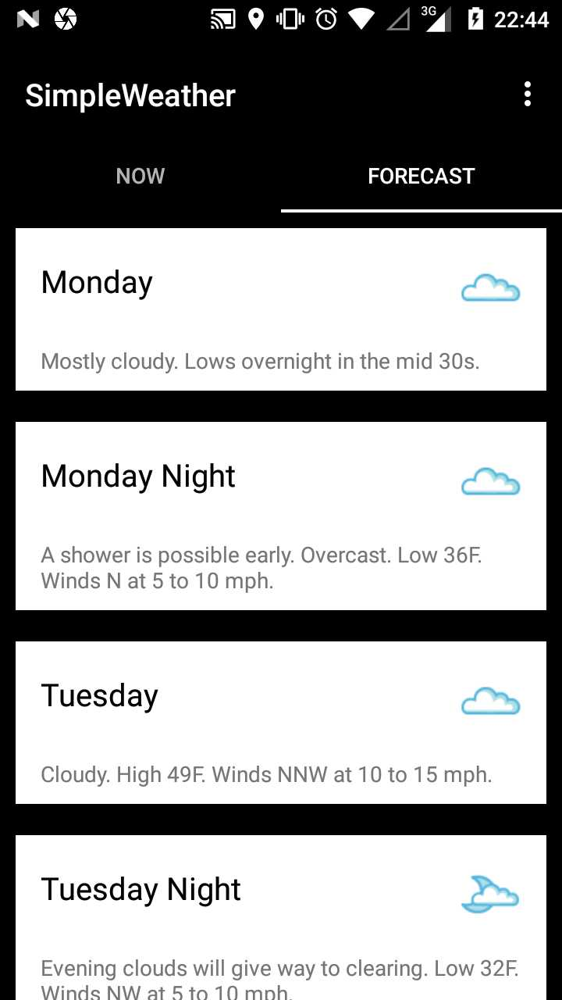 3G 22:44
SimpleWeather
NOW FORECAST
Monday
Mostly cloudy. Lows overnight in the mid 30s.
Monday Night
A shower is possible early. Overcast. Low 36F.
Winds N at 5 to 10 mph.
Tuesday
Cloudy. High 49F. Winds NNW at 10 to 15 mph.
Tuesday Night
Evening clouds will give way to clearing. Low 32F.
Winds NW at 5 to 10 mph.